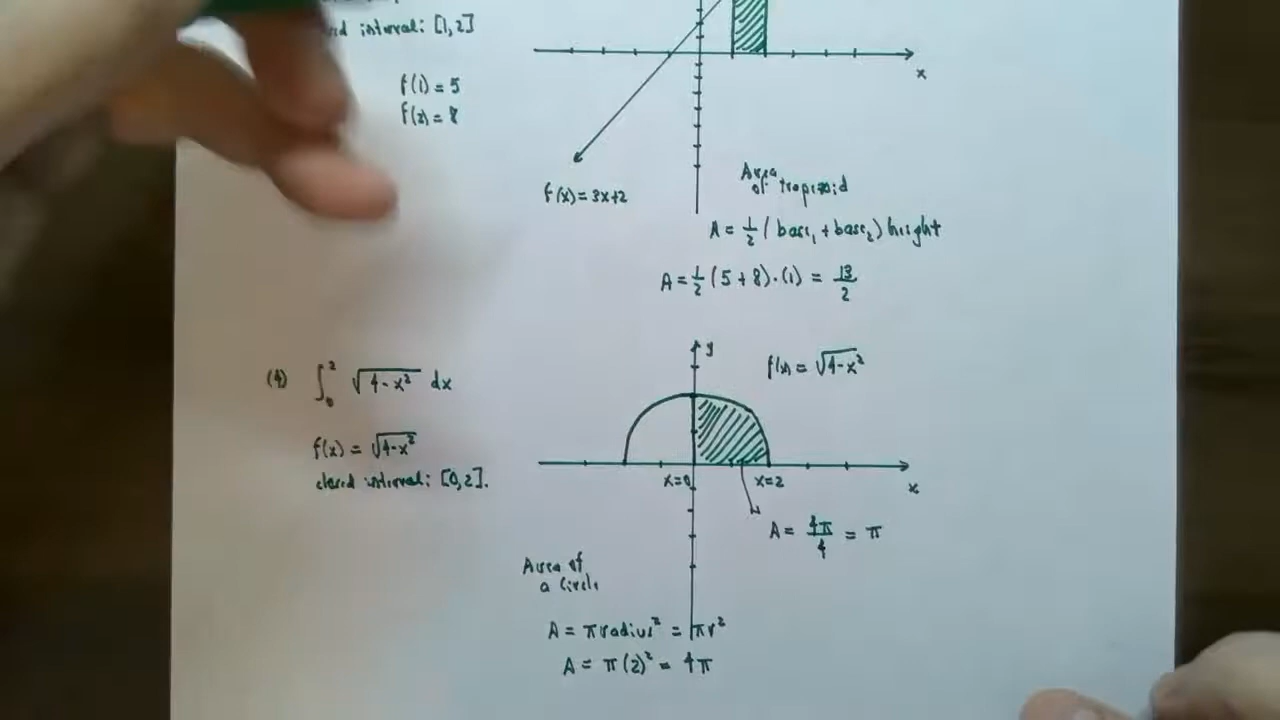 interval: [1,2]
f(1) = 5
f(2) = 8
x
f(x) = 3x+2
Area
of trapezoid
A = 1/2 (base₁ + base₂) height
A = 1/2 (5 + 8)·(1) = 13/2
(4) ∫₀² √(4-x²) dx
f(x) = √(4-x²)
closed interval: [0,2].
y
f(x) = √(4-x²)
x=0
x=2
x
A = 4π/4 = π
Area of
a circle
A = π radius² = πr²
A = π(2)² = 4π